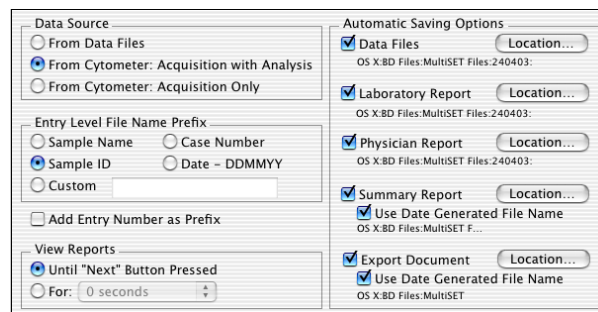 Data Source
From Data Files
From Cytometer: Acquisition with Analysis
From Cytometer: Acquisition Only
Entry Level File Name Prefix
Sample Name
Case Number
Sample ID
Date – DDMMYY
Custom
Add Entry Number as Prefix
View Reports
Until "Next" Button Pressed
For: 0 seconds
Automatic Saving Options
Data Files Location...
OS X:BD Files:MultiSET Files:240403:
Laboratory Report Location...
OS X:BD Files:MultiSET Files:240403:
Physician Report Location...
OS X:BD Files:MultiSET Files:240403:
Summary Report Location...
Use Date Generated File Name
OS X:BD Files:MultiSET F...
Export Document Location...
Use Date Generated File Name
OS X:BD Files:MultiSET